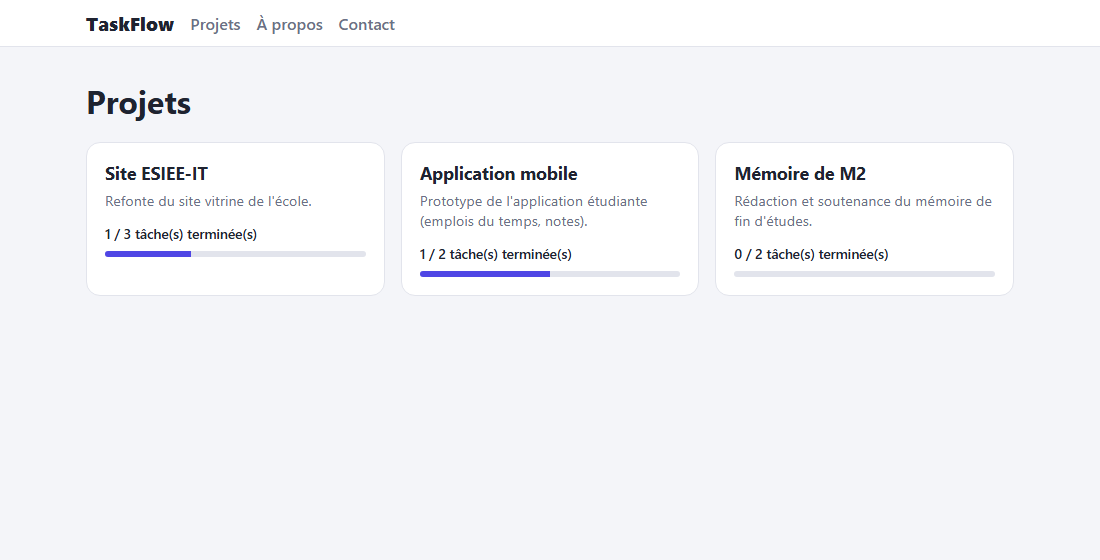 TaskFlow Projets À propos Contact
Projets
Site ESIEE-IT
Refonte du site vitrine de l'école.
1 / 3 tâche(s) terminée(s)
Application mobile
Prototype de l'application étudiante
(emplois du temps, notes).
1 / 2 tâche(s) terminée(s)
Mémoire de M2
Rédaction et soutenance du mémoire de
fin d'études.
0 / 2 tâche(s) terminée(s)